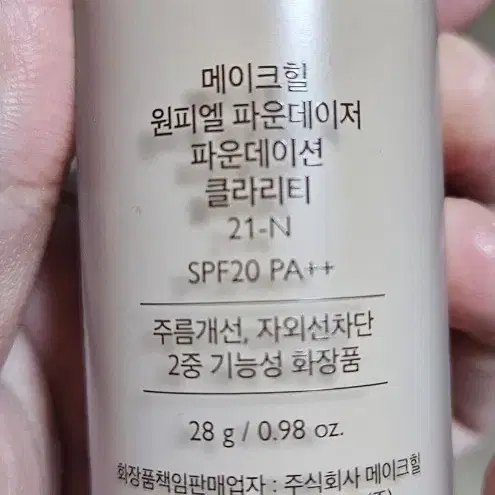 메이크힐
원피엘 파운데이저
파운데이션
클라리티
21-N
SPF20 PA++
주름개선, 자외선차단
2중 기능성 화장품
28 g / 0.98 oz.
화장품책임판매업자 : 주식회사 메이크힐